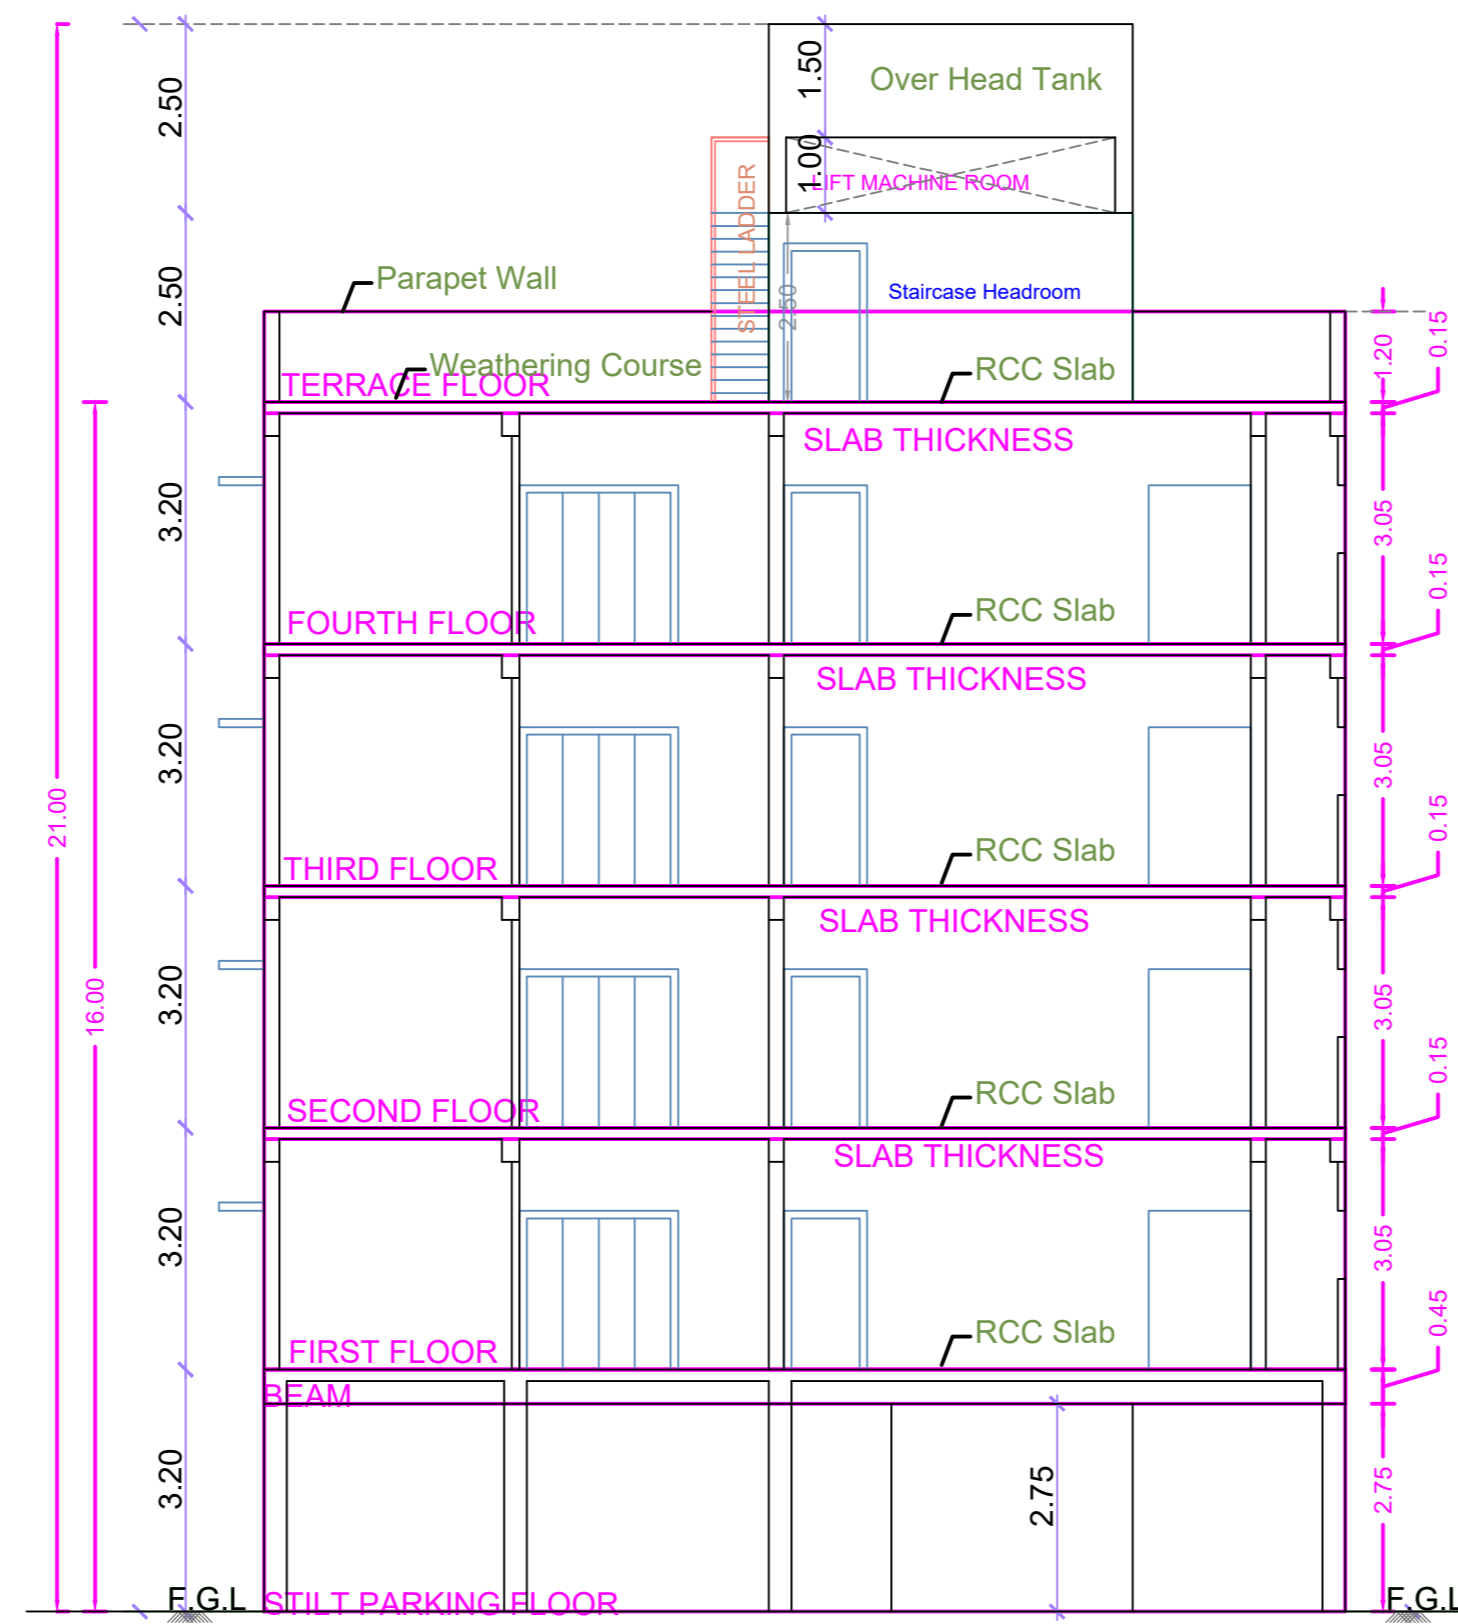 2.50
1.50
Over Head Tank
1.00
LIFT MACHINE ROOM
STEEL LADDER
2.50
2.50
Parapet Wall
Staircase Headroom
Weathering Course
TERRACE FLOOR
RCC Slab
1.20
0.15
SLAB THICKNESS
3.20
3.05
FOURTH FLOOR
RCC Slab
0.15
SLAB THICKNESS
3.20
3.05
21.00
THIRD FLOOR
RCC Slab
0.15
SLAB THICKNESS
3.20
3.05
16.00
SECOND FLOOR
RCC Slab
0.15
SLAB THICKNESS
3.20
3.05
FIRST FLOOR
RCC Slab
0.45
BEAM
3.20
2.75
2.75
F.G.L
STILT PARKING FLOOR
F.G.L